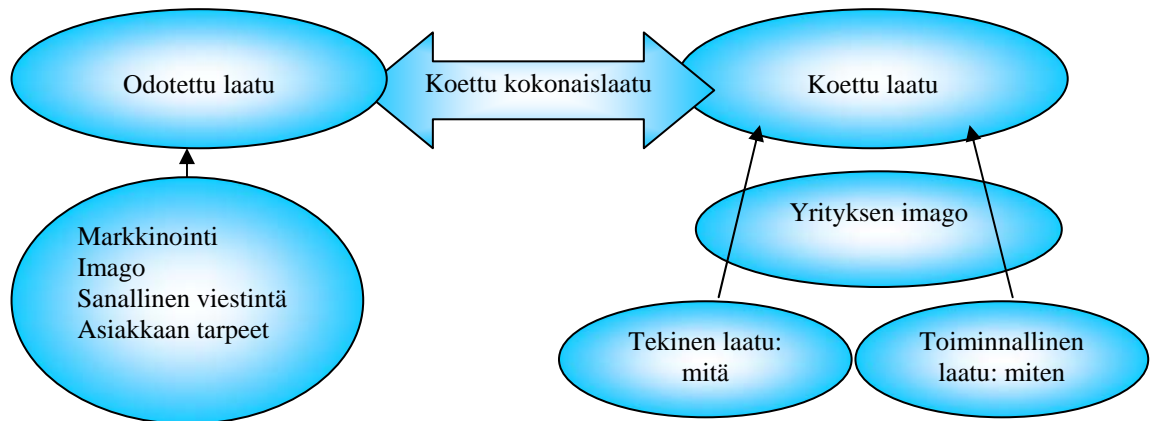 Odotettu laatu
Koettu kokonaislaatu
Koettu laatu
Markkinointi
Imago
Sanallinen viestintä
Asiakkaan tarpeet
Yrityksen imago
Tekinen laatu:
mitä
Toiminnallinen
laatu: miten